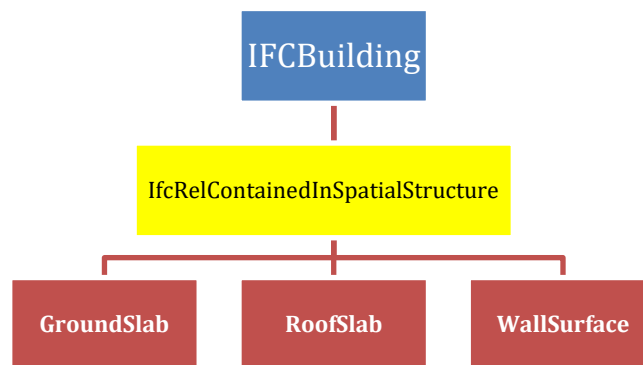 IFCBuilding
IfcRelContainedInSpatialStructure
GroundSlab
RoofSlab
WallSurface